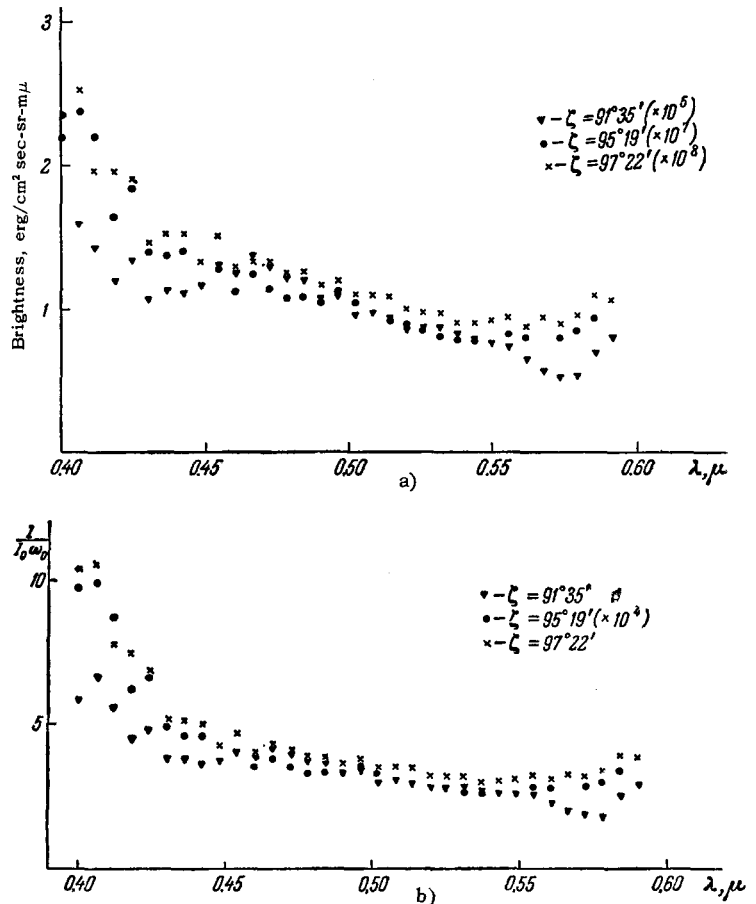 3
2
1
Brightness, erg/cm² sec-sr-mμ
▼ – ζ = 91°35' (×10⁵)
● – ζ = 95°19' (×10⁷)
× – ζ = 97°22' (×10⁸)
0,40 0,45 0,50 0,55 0,60 λ, μ
a)
I
I₀ω₀
10
5
▼ – ζ = 91°35'
● – ζ = 95°19' (×10⁴)
× – ζ = 97°22'
0,40 0,45 0,50 0,55 0,60 λ, μ
b)